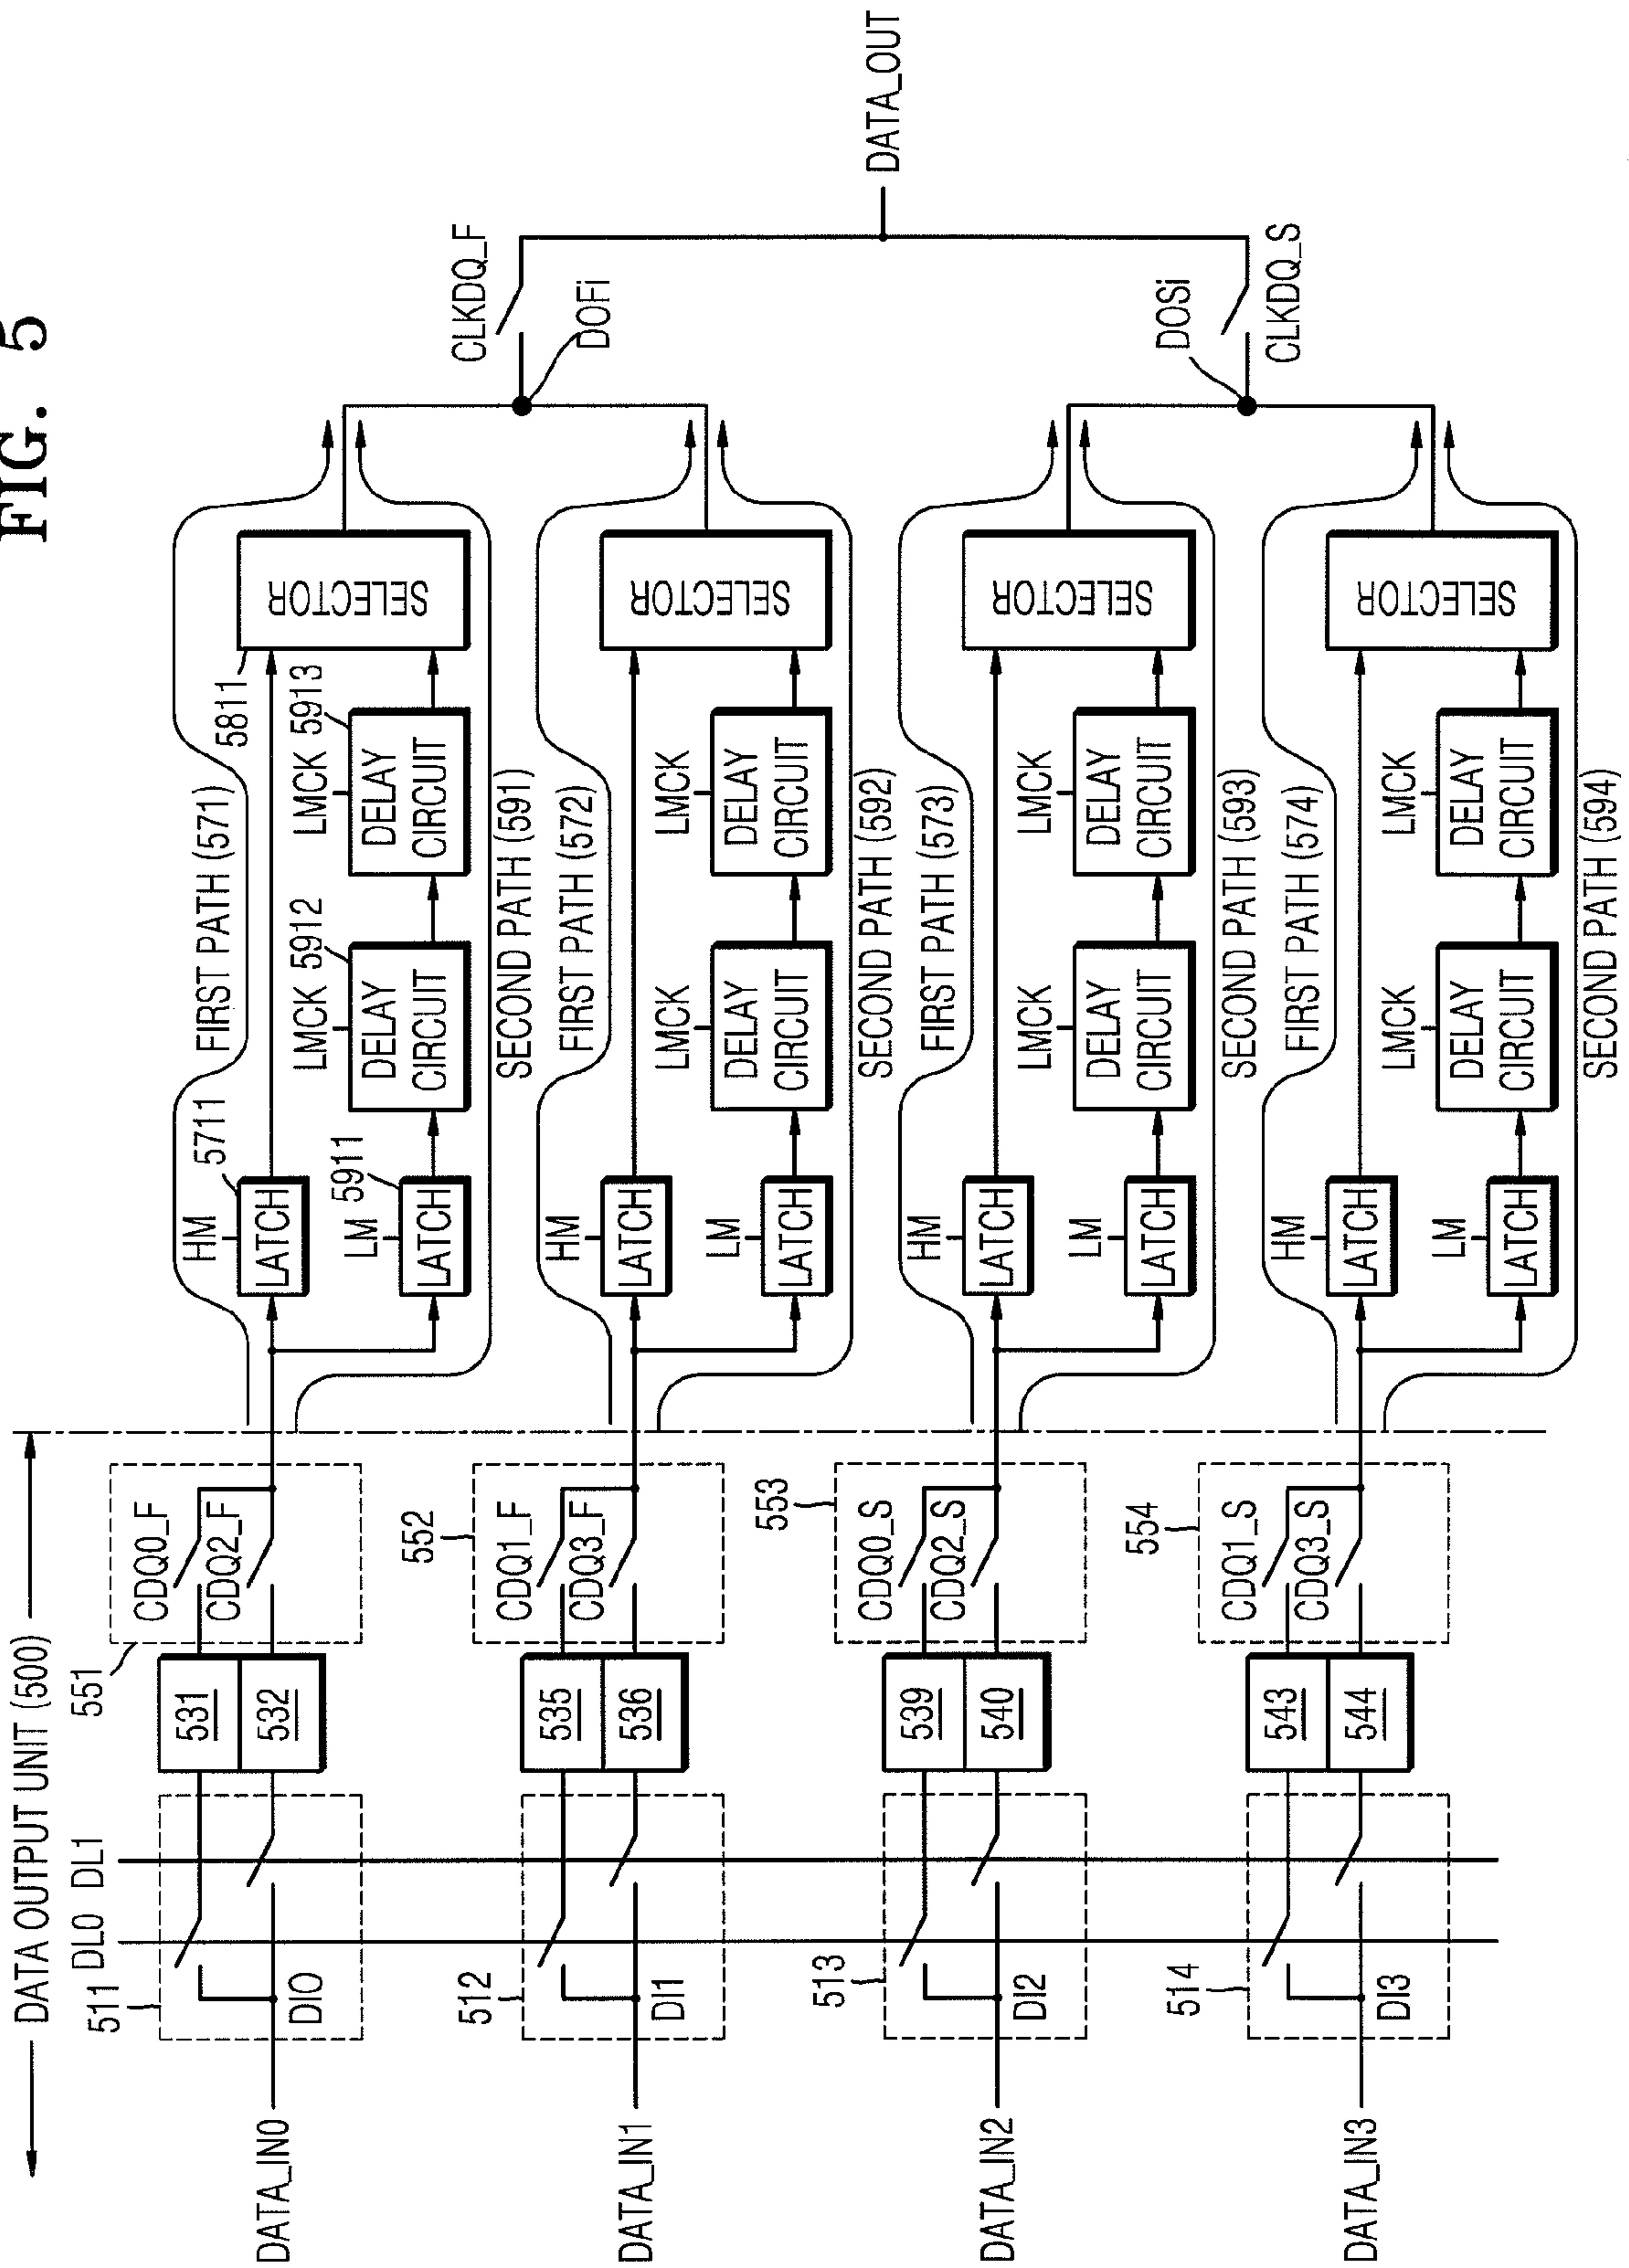 FIG. 5
DATA OUTPUT UNIT (500)
DL0 DL1
511
551
DATA_IN0
DI0
531
532
CDQ0_F
CDQ2_F
FIRST PATH (571)
HM
5711
LATCH
LM
5911
LATCH
LMCK 5912
DELAY CIRCUIT
LMCK 5913
DELAY CIRCUIT
5811
SELECTOR
SECOND PATH (591)
512
552
DATA_IN1
DI1
535
536
CDQ1_F
CDQ3_F
FIRST PATH (572)
HM
LATCH
LM
LATCH
LMCK
DELAY CIRCUIT
LMCK
DELAY CIRCUIT
SELECTOR
SECOND PATH (592)
CLKDQ_F
DOFi
DATA_OUT
513
553
DATA_IN2
DI2
539
540
CDQ0_S
CDQ2_S
FIRST PATH (573)
HM
LATCH
LM
LATCH
LMCK
DELAY CIRCUIT
LMCK
DELAY CIRCUIT
SELECTOR
SECOND PATH (593)
DOSi
CLKDQ_S
514
554
DATA_IN3
DI3
543
544
CDQ1_S
CDQ3_S
FIRST PATH (574)
HM
LATCH
LM
LATCH
LMCK
DELAY CIRCUIT
LMCK
DELAY CIRCUIT
SELECTOR
SECOND PATH (594)